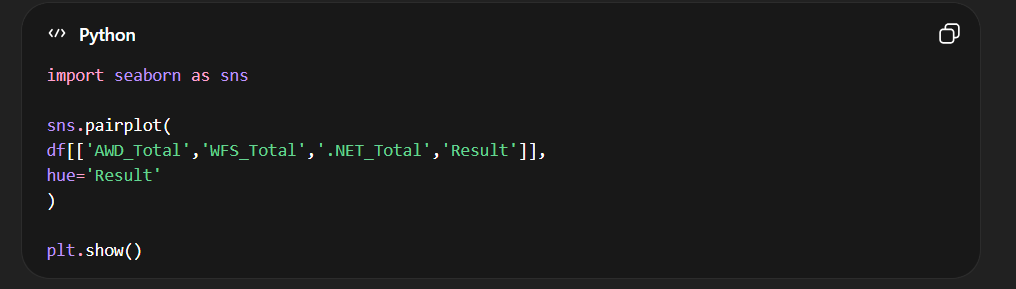 </> Python
import seaborn as sns
sns.pairplot(
df[['AWD_Total','WFS_Total','.NET_Total','Result']],
hue='Result'
)
plt.show()